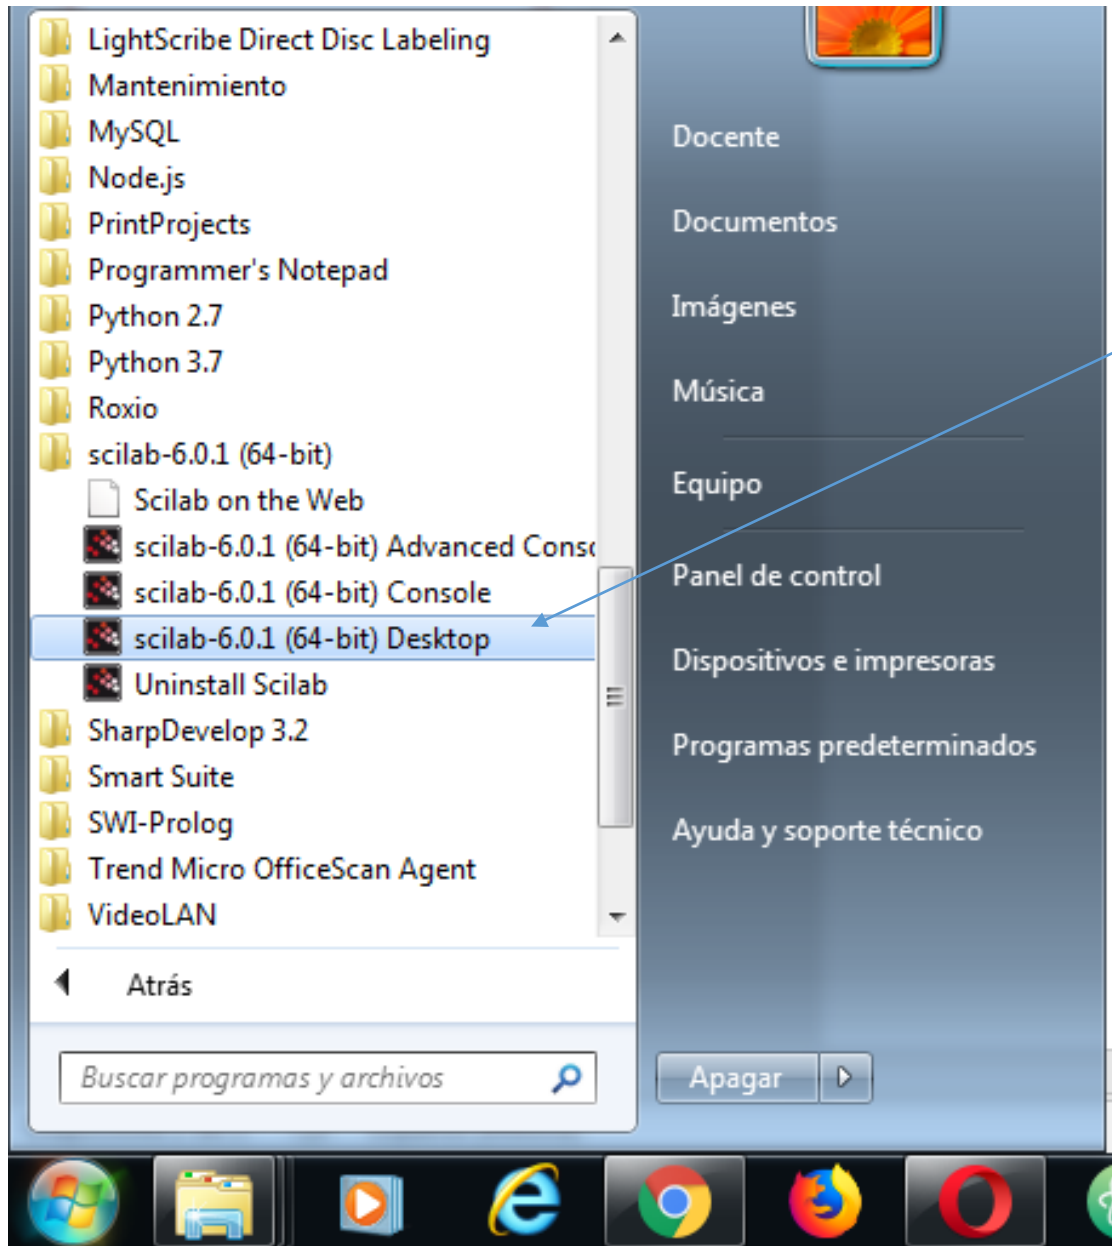 LightScribe Direct Disc Labeling
Mantenimiento
MySQL
Node.js
PrintProjects
Programmer's Notepad
Python 2.7
Python 3.7
Roxio
scilab-6.0.1 (64-bit)
Scilab on the Web
scilab-6.0.1 (64-bit) Advanced Conso
scilab-6.0.1 (64-bit) Console
scilab-6.0.1 (64-bit) Desktop
Uninstall Scilab
SharpDevelop 3.2
Smart Suite
SWI-Prolog
Trend Micro OfficeScan Agent
VideoLAN
Atrás
Buscar programas y archivos
Docente
Documentos
Imágenes
Música
Equipo
Panel de control
Dispositivos e impresoras
Programas predeterminados
Ayuda y soporte técnico
Apagar